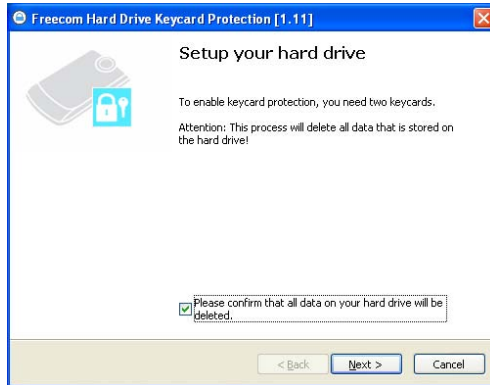 Freecom Hard Drive Keycard Protection [1.11]
Setup your hard drive
To enable keycard protection, you need two keycards.
Attention: This process will delete all data that is stored on
the hard drive!
Please confirm that all data on your hard drive will be
deleted.
< Back
Next >
Cancel